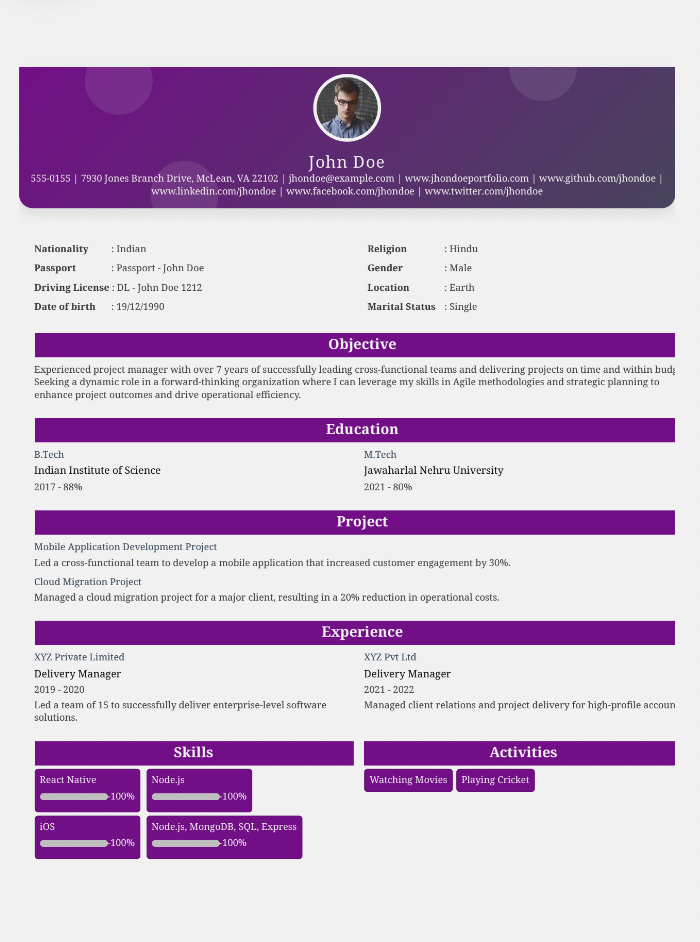 John Doe
555-0155 | 7930 Jones Branch Drive, McLean, VA 22102 | jhondoe@example.com | www.jhondoeportfolio.com | www.github.com/jhondoe |
www.linkedin.com/jhondoe | www.facebook.com/jhondoe | www.twitter.com/jhondoe
Nationality : Indian
Religion : Hindu
Passport : Passport - John Doe
Gender : Male
Driving License : DL - John Doe 1212
Location : Earth
Date of birth : 19/12/1990
Marital Status : Single
Objective
Experienced project manager with over 7 years of successfully leading cross-functional teams and delivering projects on time and within
Seeking a dynamic role in a forward-thinking organization where I can leverage my skills in Agile methodologies and strategic planning to
enhance project outcomes and drive operational efficiency.
Education
B.Tech
Indian Institute of Science
2017 - 88%
M.Tech
Jawaharlal Nehru University
2021 - 80%
Project
Mobile Application Development Project
Led a cross-functional team to develop a mobile application that increased customer engagement by 30%.
Cloud Migration Project
Managed a cloud migration project for a major client, resulting in a 20% reduction in operational costs.
Experience
XYZ Private Limited
Delivery Manager
2019 - 2020
Led a team of 15 to successfully deliver enterprise-level software
solutions.
XYZ Pvt Ltd
Delivery Manager
2021 - 2022
Managed client relations and project delivery for high-profile accoun
Skills
React Native
-100%
Node.js
-100%
iOS
-100%
Node.js, MongoDB, SQL, Express
-100%
Activities
Watching Movies
Playing Cricket